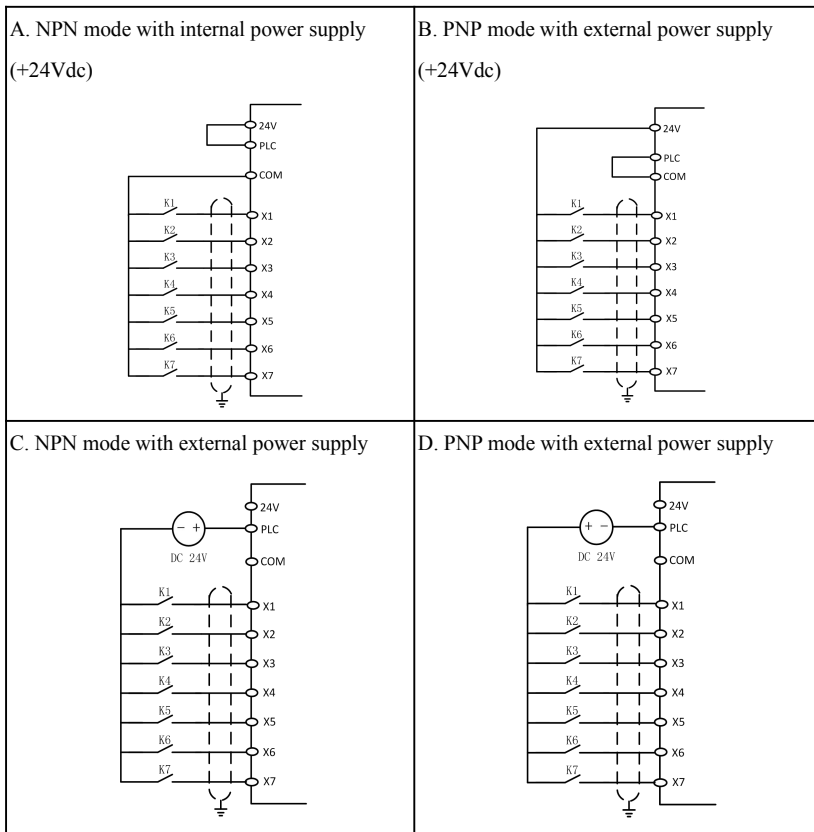 A. NPN mode with internal power supply
(+24Vdc)
24V
PLC
COM
K1
X1
K2
X2
K3
X3
K4
X4
K5
X5
K6
X6
K7
X7
B. PNP mode with external power supply
(+24Vdc)
24V
PLC
COM
K1
X1
K2
X2
K3
X3
K4
X4
K5
X5
K6
X6
K7
X7
C. NPN mode with external power supply
24V
- +
PLC
DC 24V
COM
K1
X1
K2
X2
K3
X3
K4
X4
K5
X5
K6
X6
K7
X7
D. PNP mode with external power supply
24V
+ -
PLC
DC 24V
COM
K1
X1
K2
X2
K3
X3
K4
X4
K5
X5
K6
X6
K7
X7